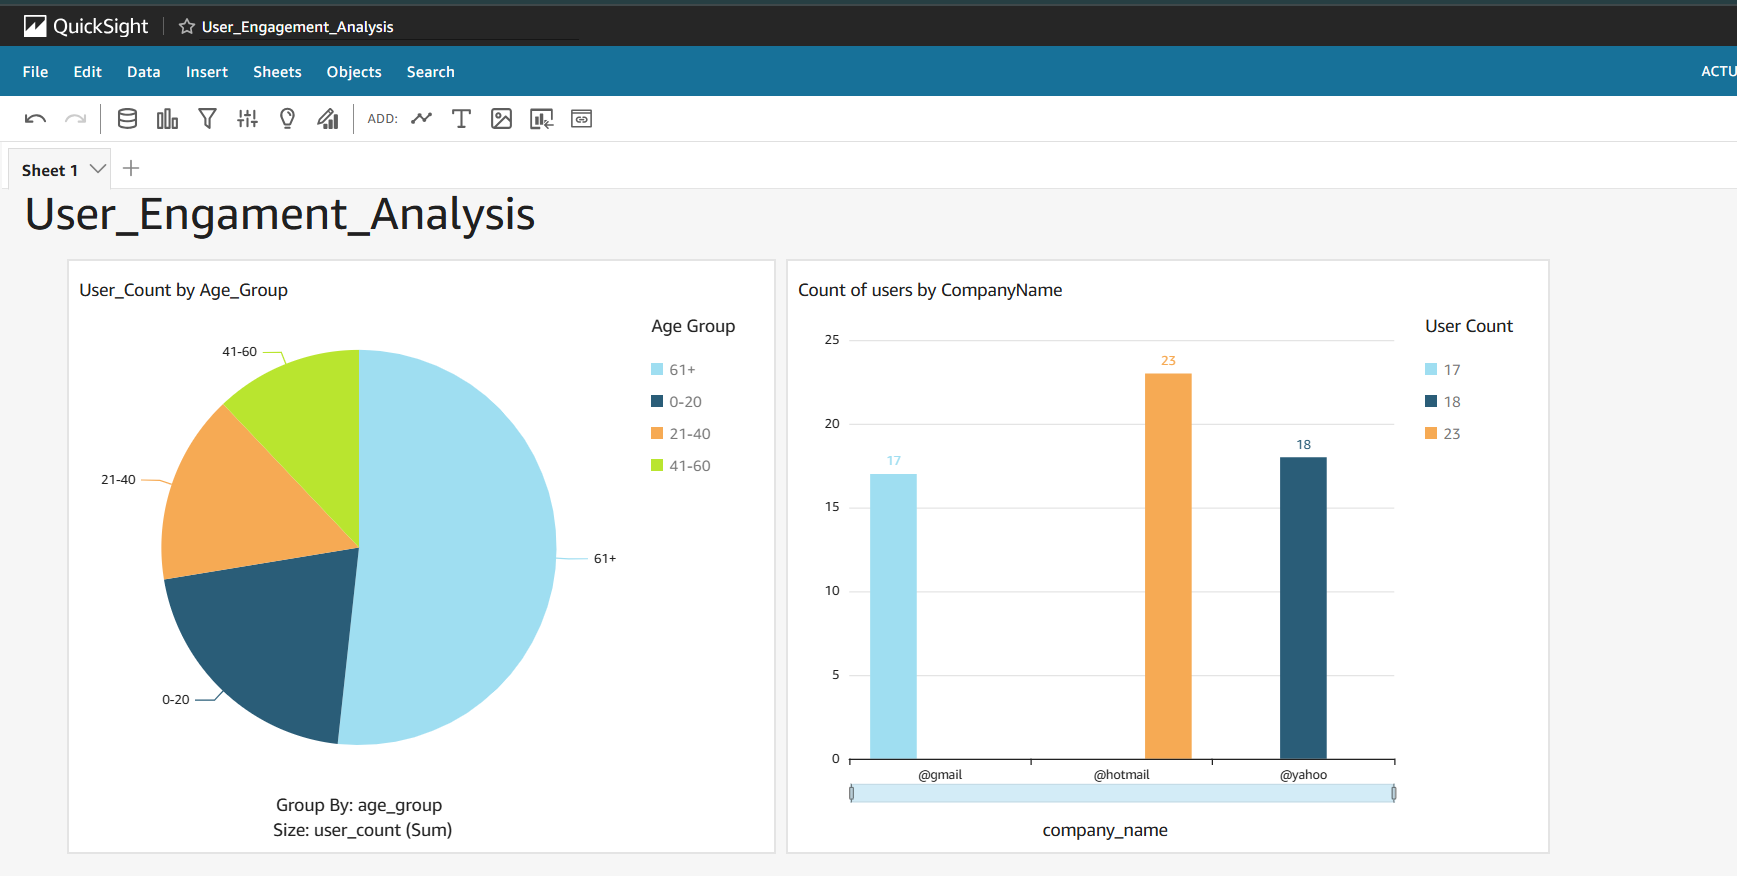 QuickSight User_Engagement_Analysis
File Edit Data Insert Sheets Objects Search ACTU
ADD:
Sheet 1
User_Engament_Analysis
User_Count by Age_Group
Age Group
61+
0-20
21-40
41-60
41-60
21-40
61+
0-20
Group By: age_group
Size: user_count (Sum)
Count of users by CompanyName
User Count
17
18
23
25
20
15
10
5
0
17
23
18
@gmail @hotmail @yahoo
company_name